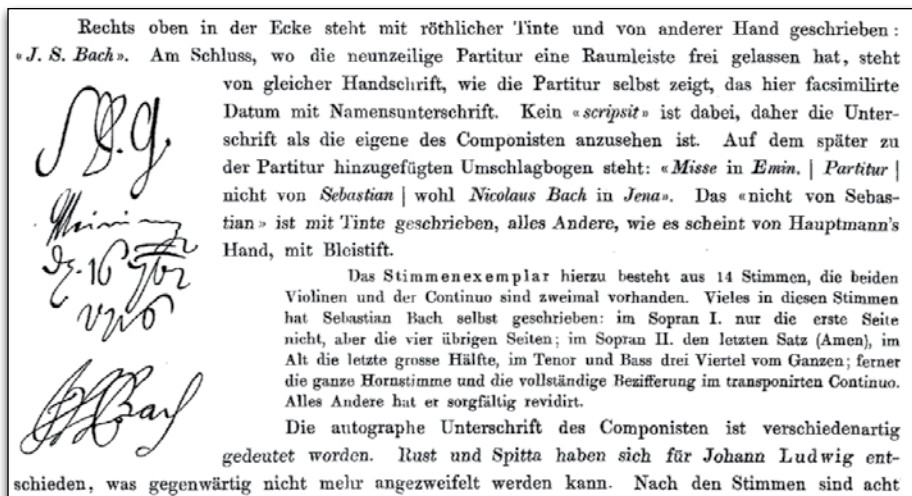 Rechts oben in der Ecke steht mit röthlicher Tinte und von anderer Hand geschrieben:
«J. S. Bach». Am Schluss, wo die neunzeilige Partitur eine Raumleiste frei gelassen hat, steht
von gleicher Handschrift, wie die Partitur selbst zeigt, das hier facsimilirte
Datum mit Namensunterschrift. Kein «scripsit» ist dabei, daher die Unter-
schrift als die eigene des Componisten anzusehen ist. Auf dem später zu
der Partitur hinzugefügten Umschlagbogen steht: «Misse in Emin. | Partitur |
nicht von Sebastian | wohl Nicolaus Bach in Jena». Das «nicht von Sebas-
tian» ist mit Tinte geschrieben, alles Andere, wie es scheint von Hauptmann's
Hand, mit Bleistift.
Das Stimmenexemplar hierzu besteht aus 14 Stimmen, die beiden
Violinen und der Continuo sind zweimal vorhanden. Vieles in diesen Stimmen
hat Sebastian Bach selbst geschrieben: im Sopran I. nur die erste Seite
nicht, aber die vier übrigen Seiten; im Sopran II. den letzten Satz (Amen), im
Alt die letzte grosse Hälfte, im Tenor und Bass drei Viertel vom Ganzen; ferner
die ganze Hornstimme und die vollständige Bezifferung im transponirten Continuo.
Alles Andere hat er sorgfältig revidirt.
Die autographe Unterschrift des Componisten ist verschiedenartig
gedeutet worden. Rust und Spitta haben sich für Johann Ludwig ent-
schieden, was gegenwärtig nicht mehr angezweifelt werden kann. Nach den Stimmen sind acht
Bach